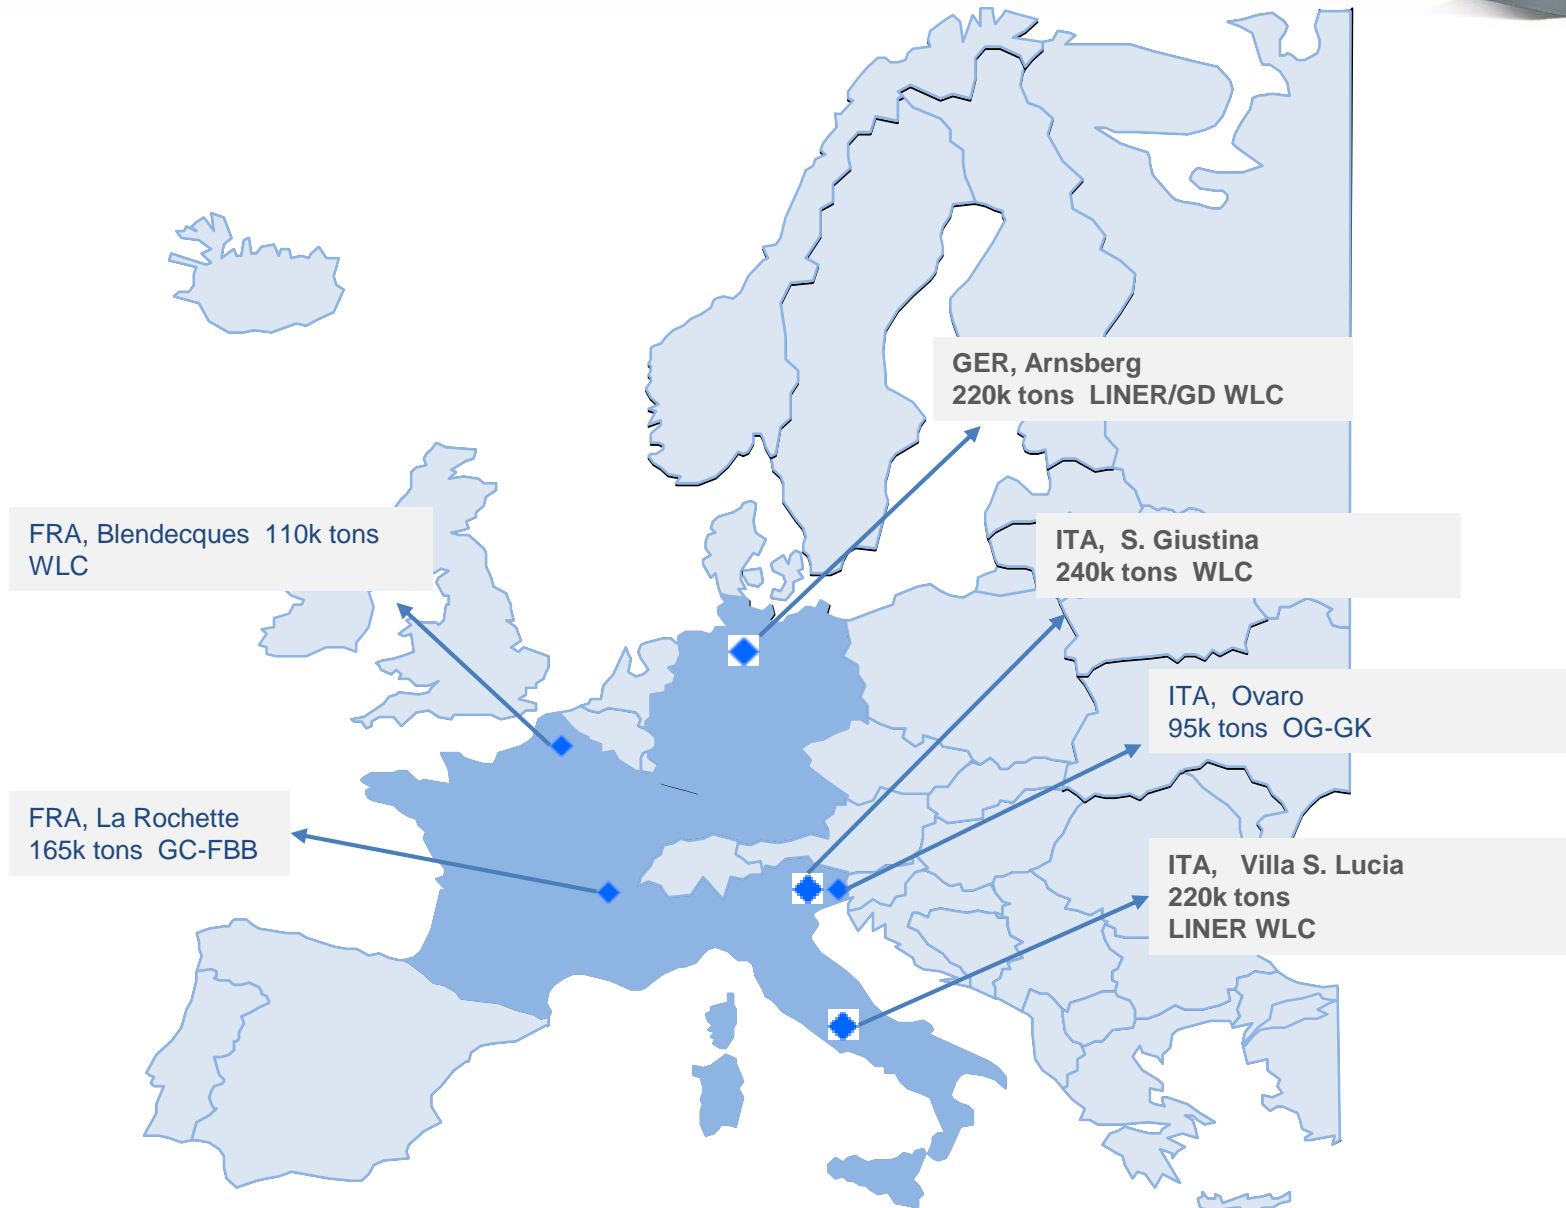 GER, Arnsberg
220k tons LINER/GD WLC
FRA, Blendecques 110k tons
WLC
ITA, S. Giustina
240k tons WLC
ITA, Ovaro
95k tons OG-GK
FRA, La Rochette
165k tons GC-FBB
ITA, Villa S. Lucia
220k tons
LINER WLC